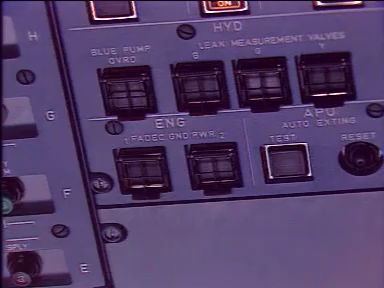 ON
HYD
BLUE PUMP
OVRD
LEAK MEASUREMENT VALVES
B G Y
H
G
ENG
1 FADEC GND PWR 2
APU
AUTO EXTING
TEST RESET
F
E